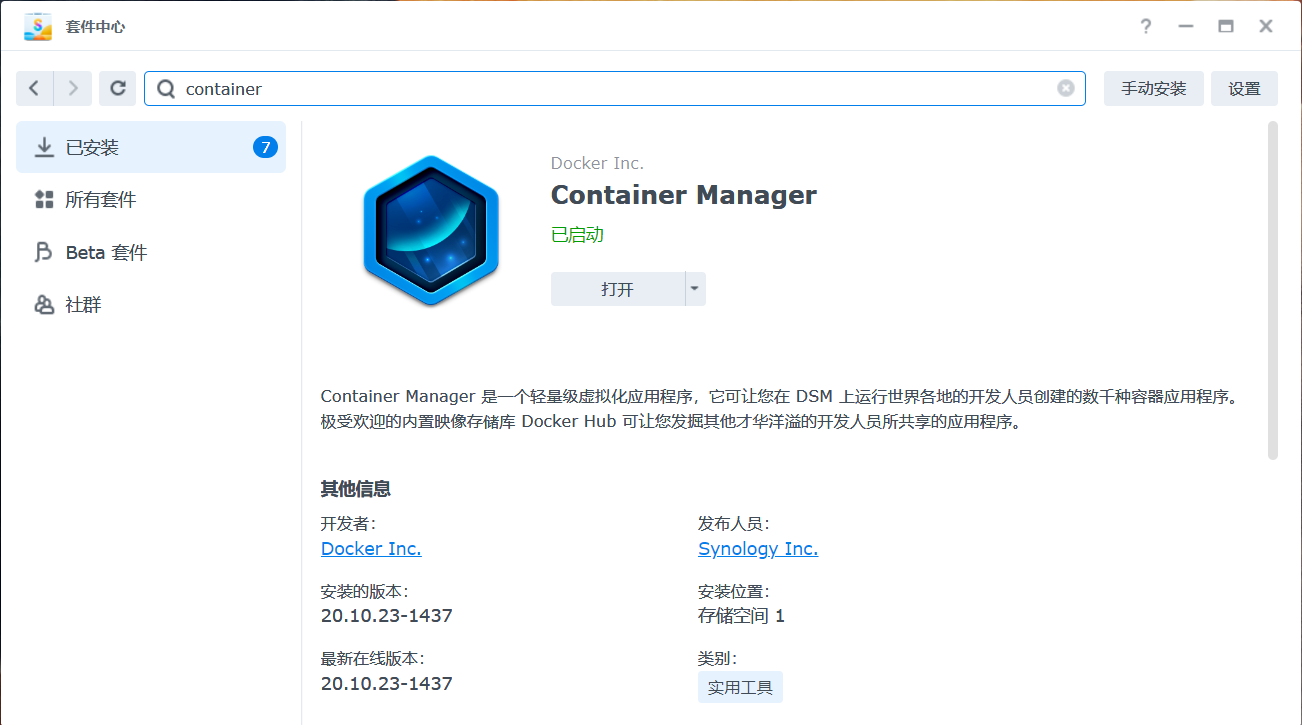 套件中心
container
手动安装
设置
已安装
7
所有套件
Beta 套件
社群
Docker Inc.
Container Manager
已启动
打开
Container Manager 是一个轻量级虚拟化应用程序，它可让您在 DSM 上运行世界各地的开发人员创建的数千种容器应用程序。
极受欢迎的内置映像存储库 Docker Hub 可让您发掘其他才华洋溢的开发人员所共享的应用程序。
其他信息
开发者:
发布人员:
Docker Inc.
Synology Inc.
安装的版本:
安装位置:
20.10.23-1437
存储空间 1
最新在线版本:
类别:
20.10.23-1437
实用工具